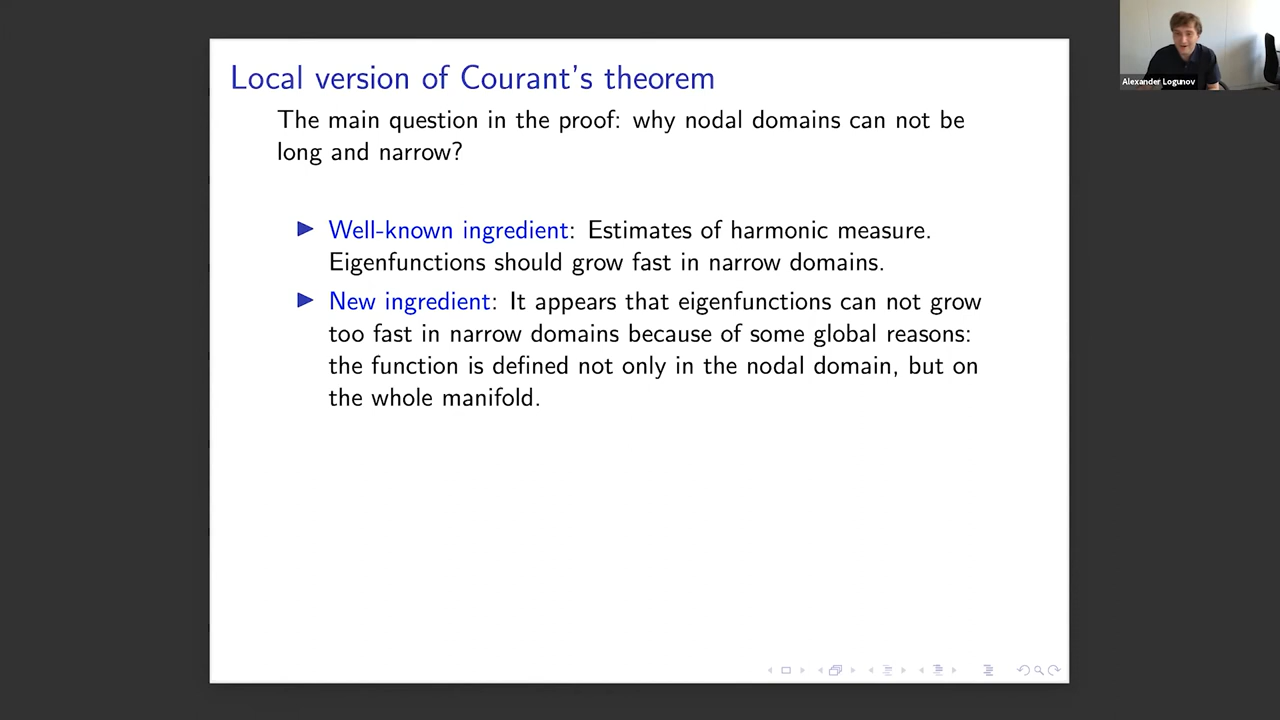 Local version of Courant's theorem
The main question in the proof: why nodal domains can not be
long and narrow?
Well-known ingredient: Estimates of harmonic measure.
Eigenfunctions should grow fast in narrow domains.
New ingredient: It appears that eigenfunctions can not grow
too fast in narrow domains because of some global reasons:
the function is defined not only in the nodal domain, but on
the whole manifold.
Alexander Logunov